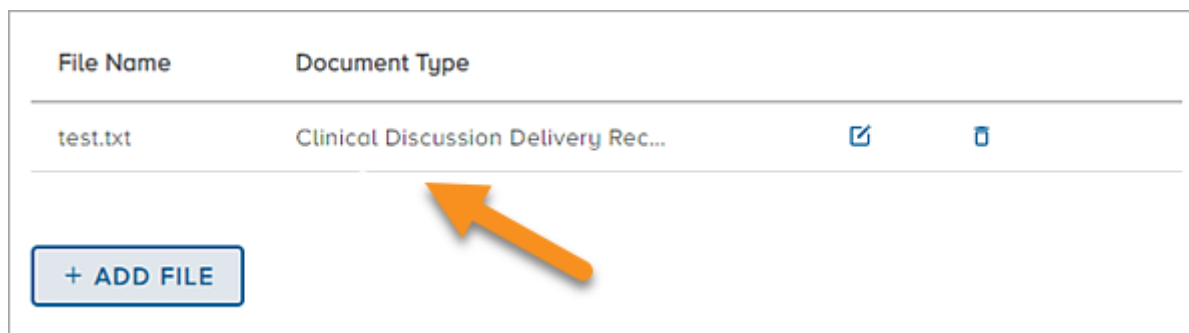 File Name Document Type
test.txt Clinical Discussion Delivery Rec...
+ ADD FILE